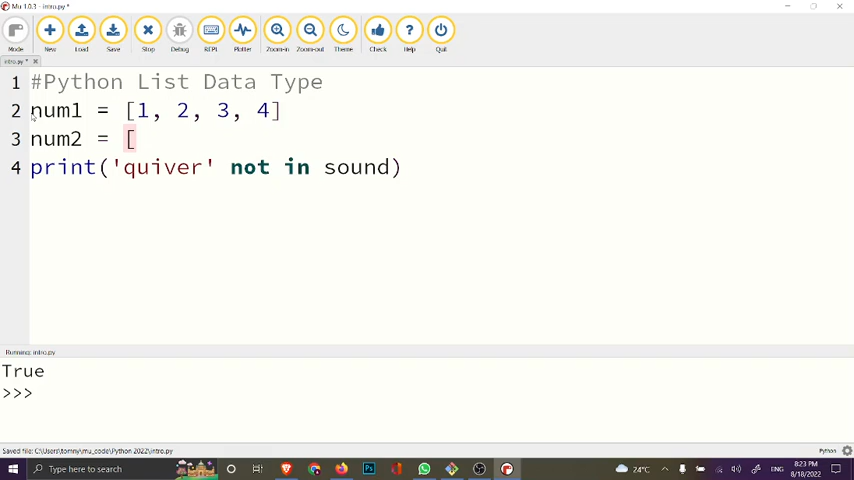 Mu 1.0.3 - intro.py *
Mode New Load Save Stop Debug REPL Plotter Zoom-in Zoom-out Theme Check Help Quit
intro.py *
1 #Python List Data Type
2 num1 = [1, 2, 3, 4]
3 num2 = [
4 print('quiver' not in sound)
Running: intro.py
True
>>>
Saved file: C:\Users\tommy\mu_code\Python 2022\intro.py Python
Type here to search Ps 24°C ENG 8:23 PM
8/18/2022